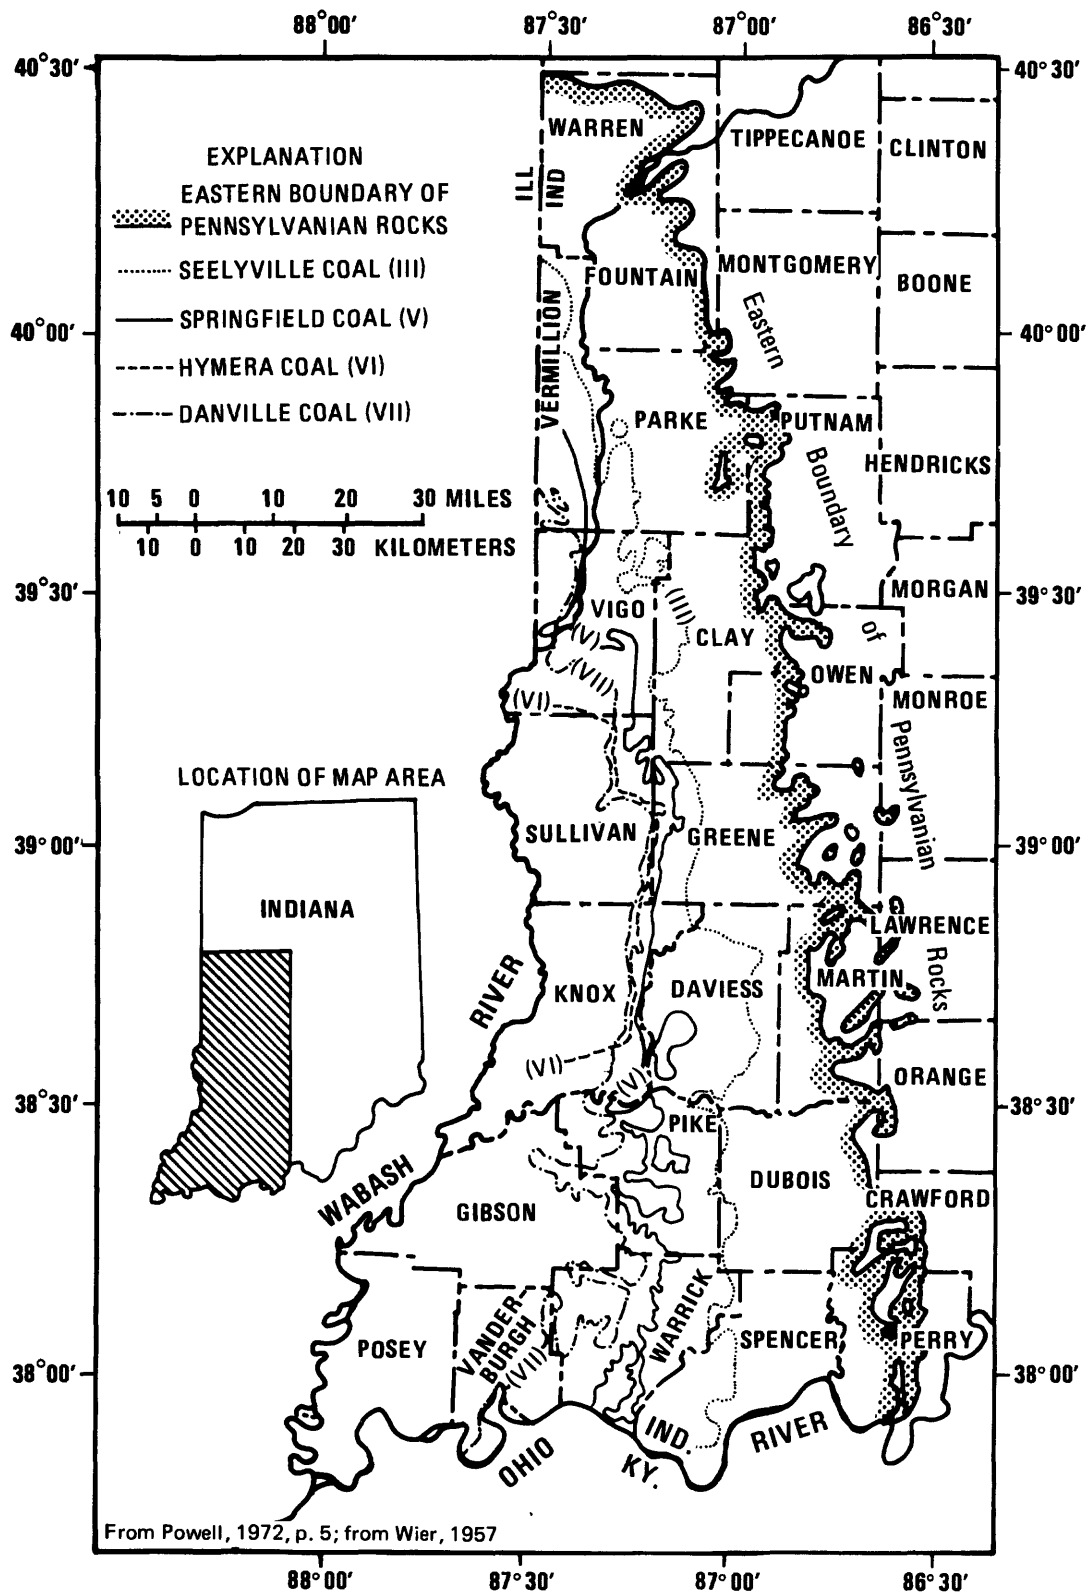 88°00'
87°30'
87°00'
86°30'
40°30'
40°30'
EXPLANATION
EASTERN BOUNDARY OF
PENNSYLVANIAN ROCKS
SEELYVILLE COAL (III)
SPRINGFIELD COAL (V)
HYMERA COAL (VI)
DANVILLE COAL (VII)
10 5 0 10 20 30 MILES
10 0 10 20 30 KILOMETERS
WARREN
TIPPECANOE
CLINTON
ILL
IND
FOUNTAIN
MONTGOMERY
BOONE
40°00'
40°00'
VERMILLION
PARKE
PUTNAM
HENDRICKS
Eastern
Boundary
of
Pennsylvanian
Rocks
39°30'
39°30'
MORGAN
VIGO
(III)
CLAY
(V)
(VII)
(VI)
OWEN
MONROE
LOCATION OF MAP AREA
INDIANA
39°00'
39°00'
SULLIVAN
GREENE
LAWRENCE
KNOX
DAVIESS
MARTIN
(VI)
(V)
ORANGE
38°30'
38°30'
PIKE
DUBOIS
CRAWFORD
WABASH
RIVER
GIBSON
POSEY
VANDER-
BURGH
(VII)
WARRICK
SPENCER
PERRY
38°00'
38°00'
OHIO
RIVER
IND.
KY.
From Powell, 1972, p. 5; from Wier, 1957
88°00'
87°30'
87°00'
86°30'